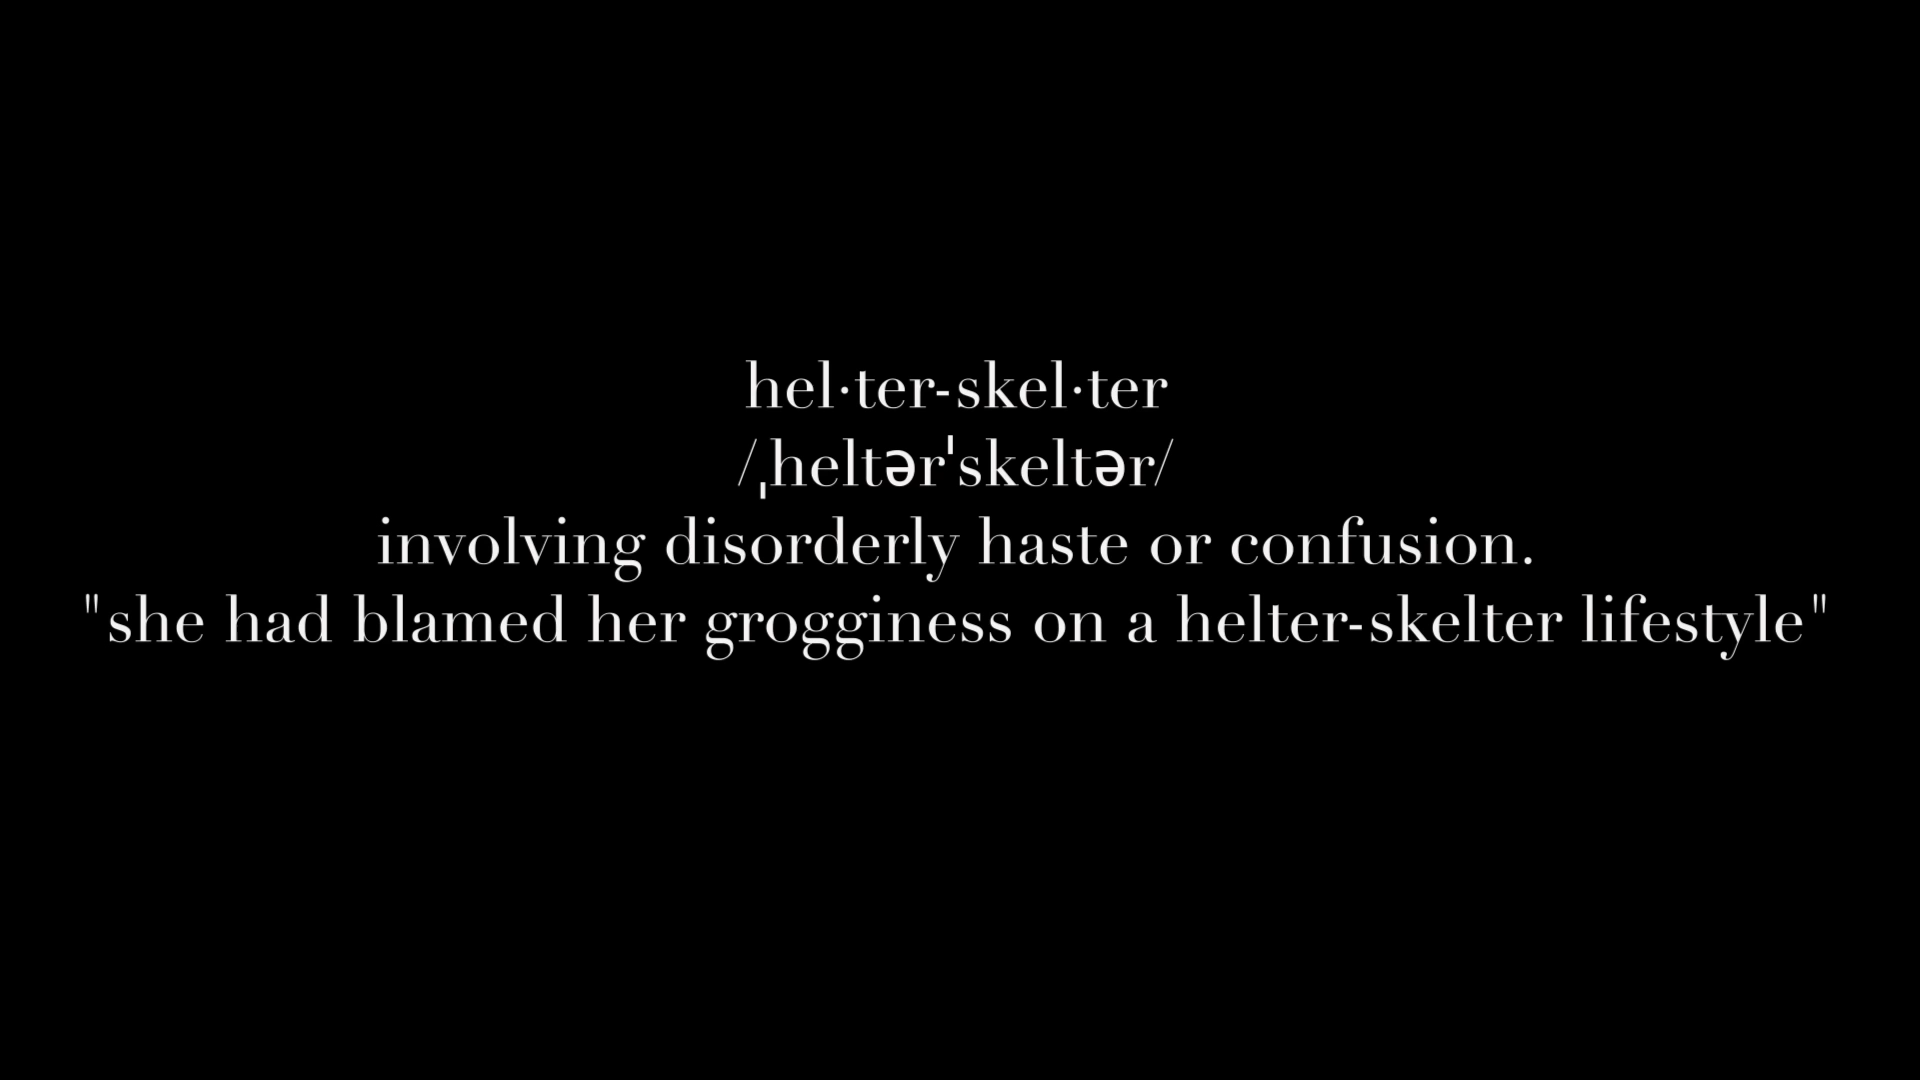 hel·ter-skel·ter
/ˌheltərˈskeltər/
involving disorderly haste or confusion.
"she had blamed her grogginess on a helter-skelter lifestyle"